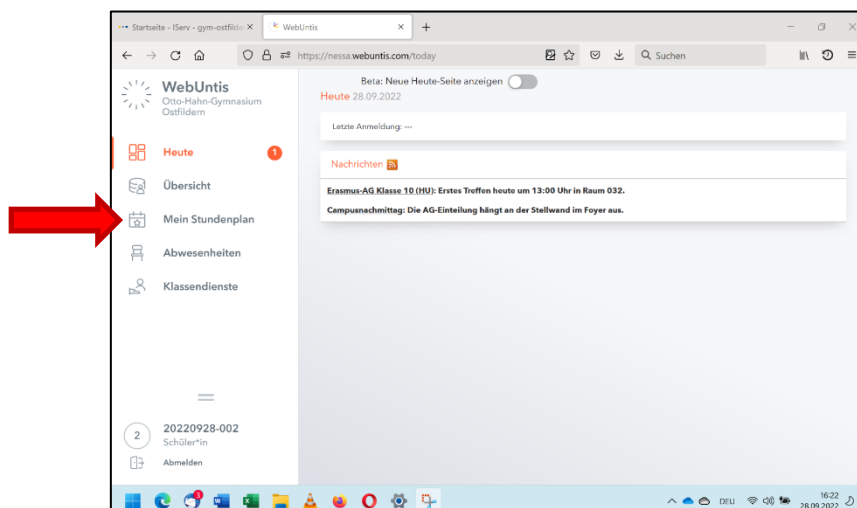 Startseite - IServ - gym-ostfilde
WebUntis
https://nessa.webuntis.com/today
Suchen
WebUntis
Otto-Hahn-Gymnasium
Ostfildern
Beta: Neue Heute-Seite anzeigen
Heute 28.09.2022
Letzte Anmeldung: ---
Heute
1
Nachrichten
Übersicht
Erasmus-AG Klasse 10 (HU): Erstes Treffen heute um 13:00 Uhr in Raum 032.
Campusnachmittag: Die AG-Einteilung hängt an der Stellwand im Foyer aus.
Mein Stundenplan
Abwesenheiten
Klassendienste
2
20220928-002
Schüler*in
Abmelden
DEU
16:22
28.09.2022